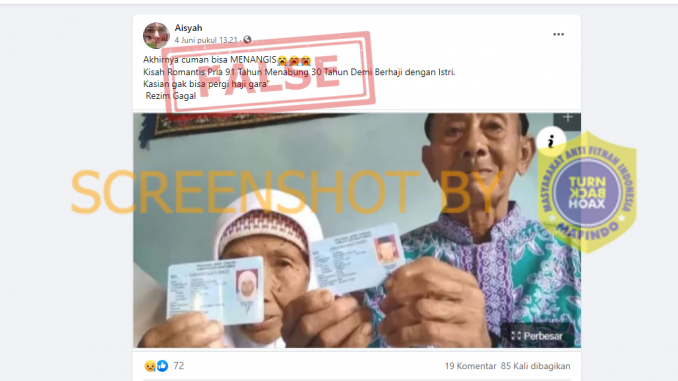 Aisyah
4 Juni pukul 13.21 ·
Akhirnya cuman bisa MENANGIS😭😭😭
Kisah Romantis Pria 91 Tahun Menabung 30 Tahun Demi Berhaji dengan Istri.
Kasian gak bisa pergi haji gara"
Rezim Gagal
FALSE
SCREENSHOT BY
MASYARAKAT ANTI FITNAH INDONESIA
TURN
BACK
HOAX
MAFINDO
Perbesar
72
19 Komentar 85 Kali dibagikan